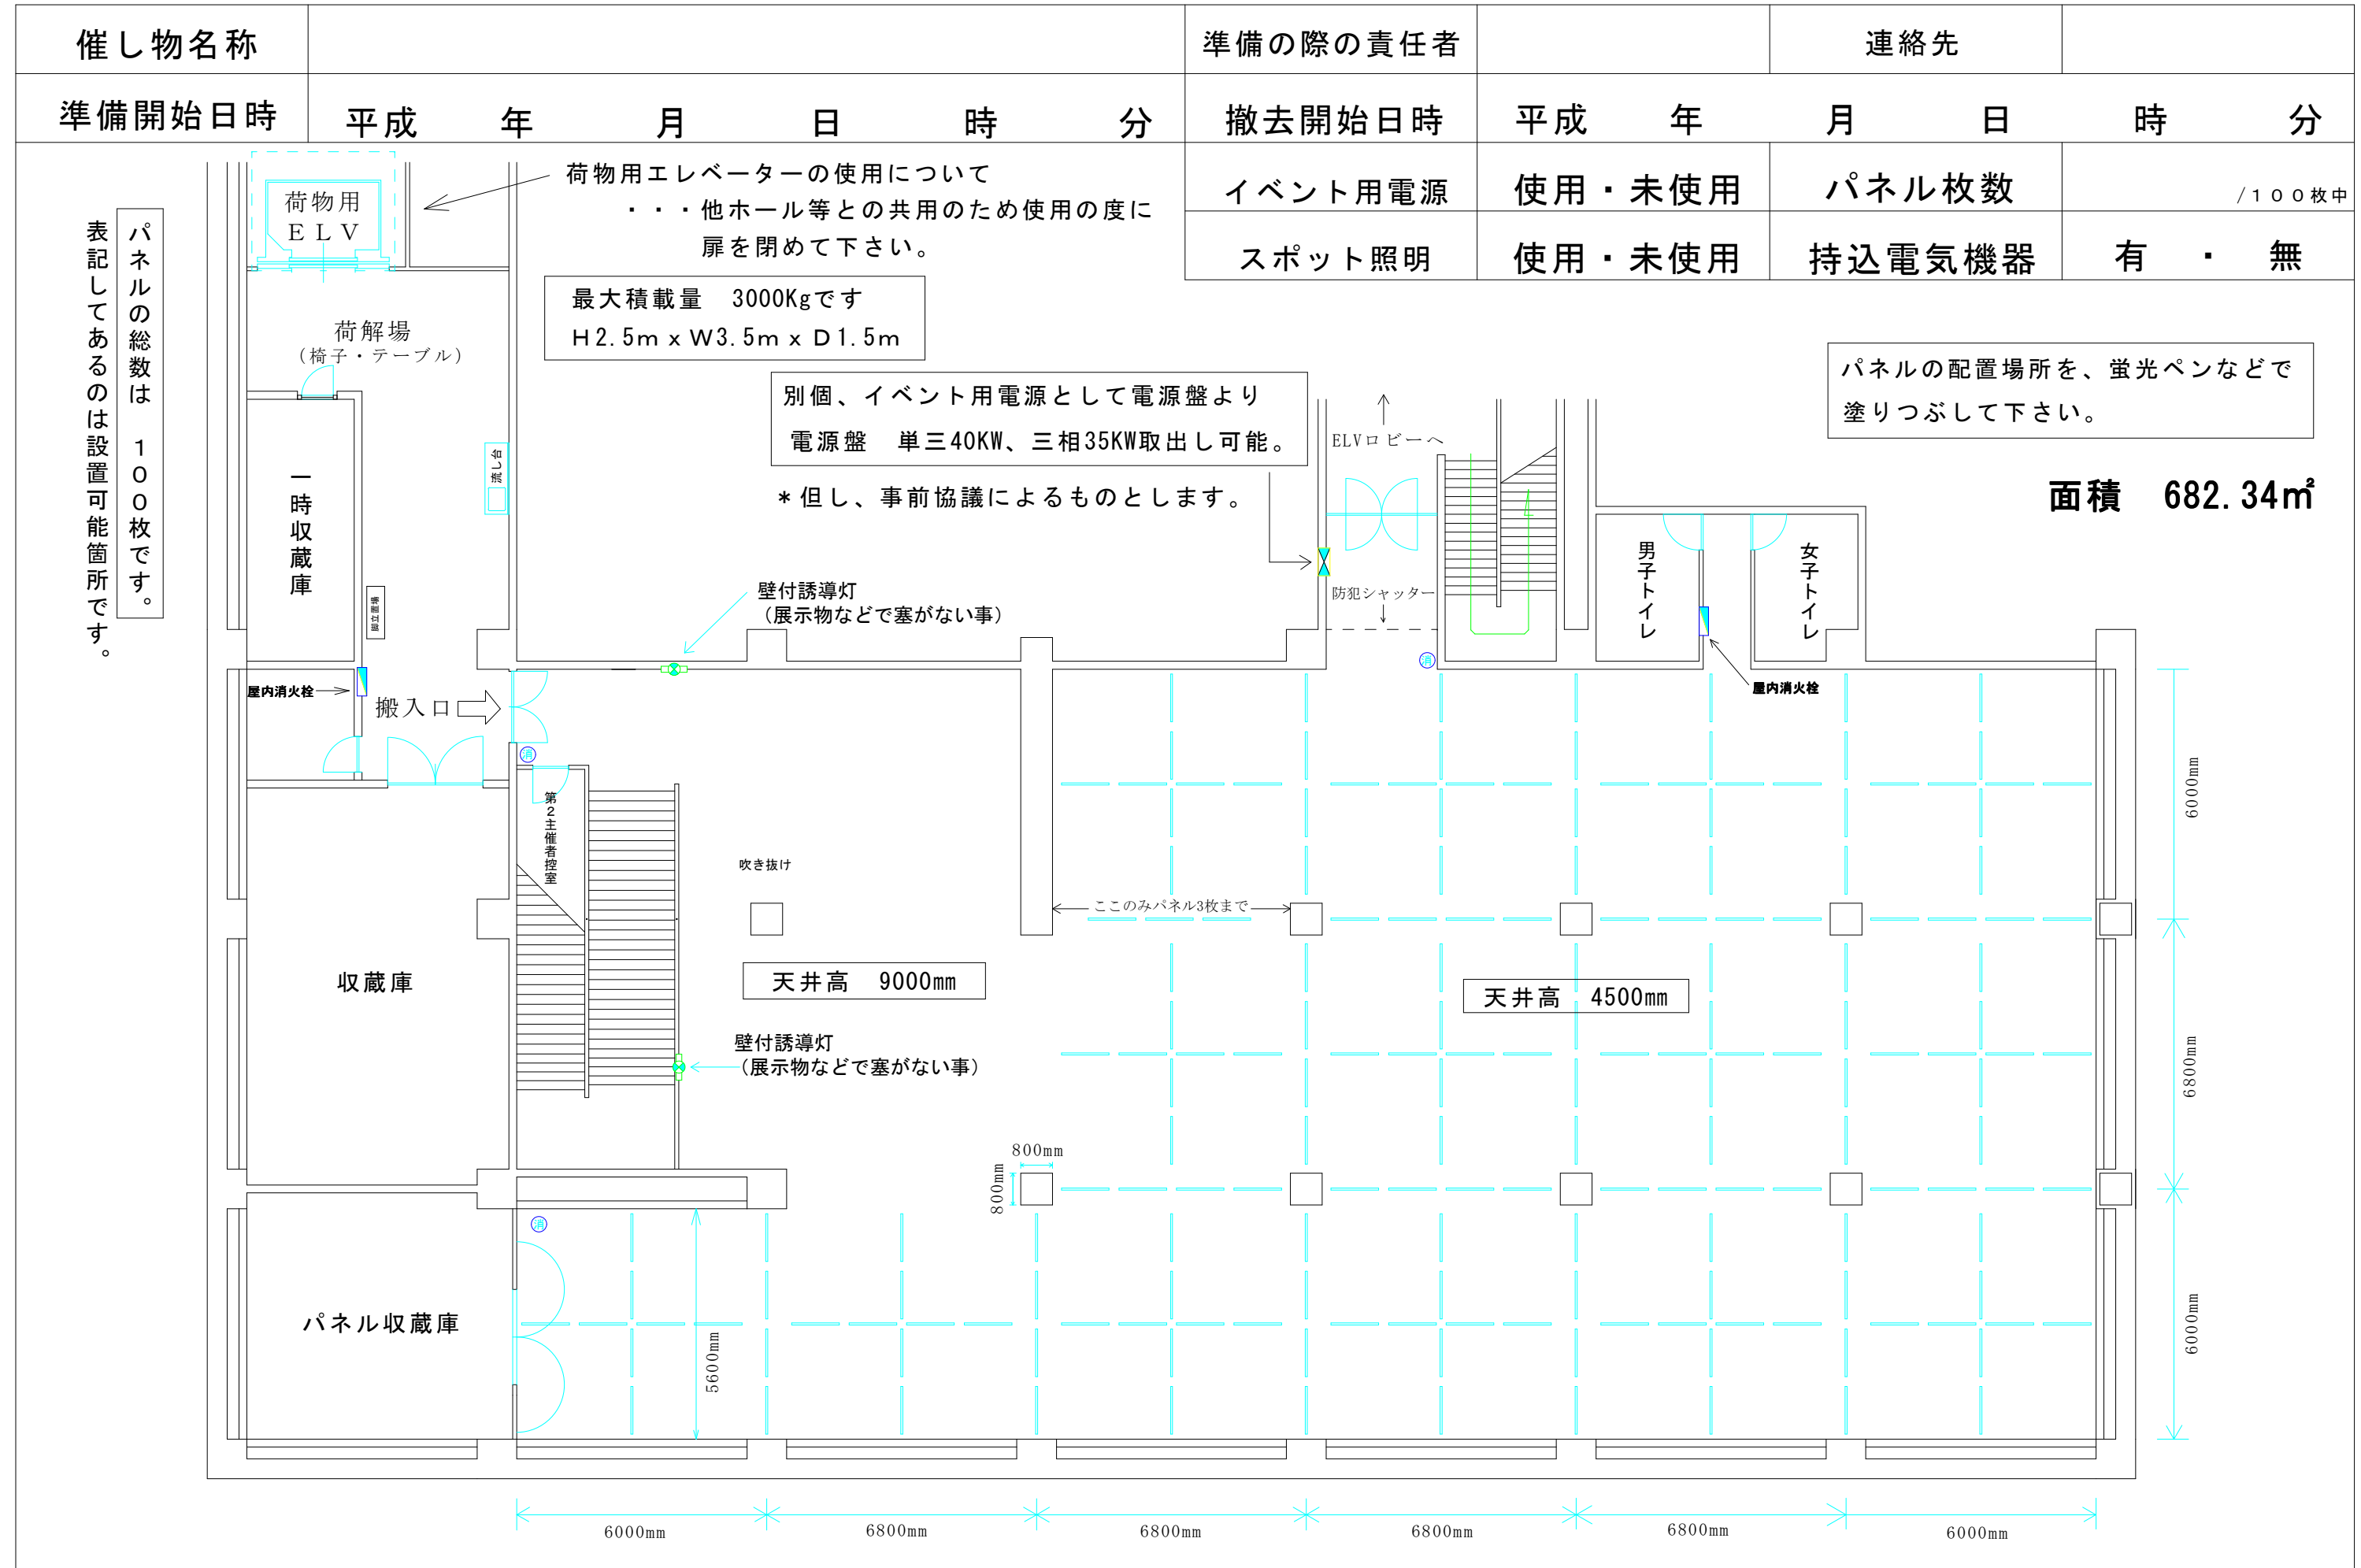 催し物名称
準備の際の責任者
連絡先
準備開始日時
平成 年 月 日 時 分
撤去開始日時
平成 年 月 日 時 分
イベント用電源
使用・未使用
パネル枚数
/100枚中
スポット照明
使用・未使用
持込電気機器
有 ・ 無
パネルの総数は 100枚です。
表記してあるのは設置可能箇所です。
荷物用
ELV
荷物用エレベーターの使用について
・・・他ホール等との共用のため使用の度に
扉を閉めて下さい。
最大積載量 3000Kgです
H2.5m x W3.5m x D1.5m
荷解場
(椅子・テーブル)
別個、イベント用電源として電源盤より
電源盤 単三40KW、三相35KW取出し可能。
*但し、事前協議によるものとします。
パネルの配置場所を、蛍光ペンなどで
塗りつぶして下さい。
面積 682.34㎡
ELVロビーへ
防犯シャッター
流し台
一時収蔵庫
脚立置場
男子トイレ
女子トイレ
壁付誘導灯
(展示物などで塞がない事)
屋内消火栓
屋内消火栓
搬入口
消
消
第2主催者控室
吹き抜け
ここのみパネル3枚まで
収蔵庫
天井高 9000mm
天井高 4500mm
壁付誘導灯
(展示物などで塞がない事)
800mm
800mm
消
パネル収蔵庫
5600mm
6000mm
6800mm
6000mm
6000mm
6800mm
6800mm
6800mm
6800mm
6000mm